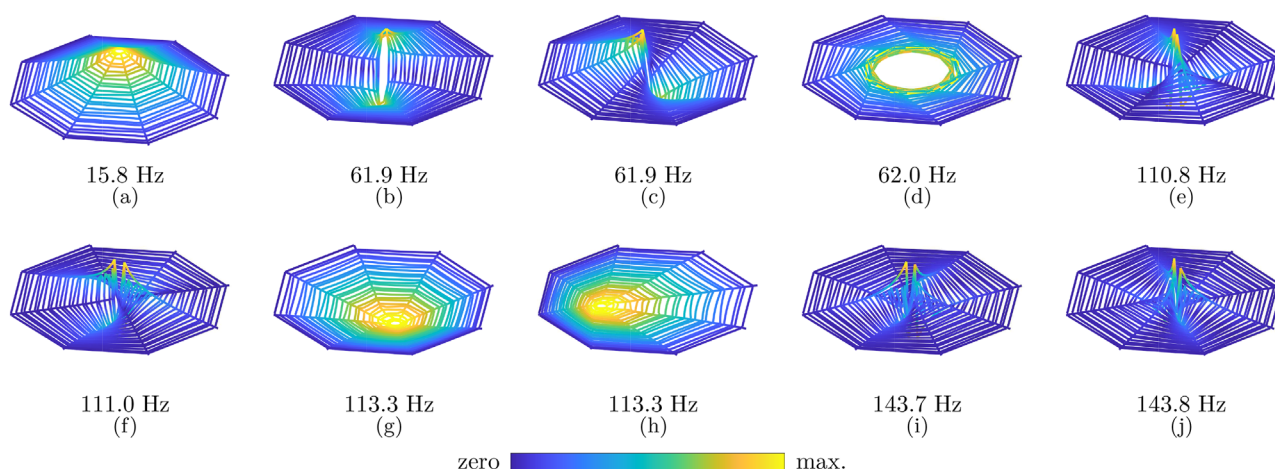 15.8 Hz 61.9 Hz 61.9 Hz 62.0 Hz 110.8 Hz
(a) (b) (c) (d) (e)
111.0 Hz 113.3 Hz 113.3 Hz 143.7 Hz 143.8 Hz
(f) (g) (h) (i) (j)
zero max.